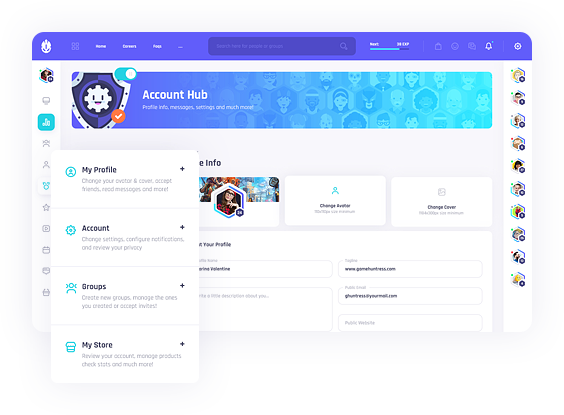 Home
Careers
Faqs
...
Search here for people or groups
Next:
38 EXP
Account Hub
Profile info, messages, settings and much more!
My Profile
+
Change your avatar & cover, accept
friends, read messages and more!
Account
+
Change settings, configure notifications,
and review your privacy
Groups
+
Create new groups, manage the ones
you created or accept invites!
My Store
+
Review your account, manage products
check stats and much more!
e Info
24
Change Avatar
110x110px size minimum
Change Cover
1184x300px size minimum
ut Your Profile
ofile Name
arina Valentine
Tagline
www.gamehuntress.com
rite a little description about you...
Public Email
ghuntress@yourmail.com
Public Website